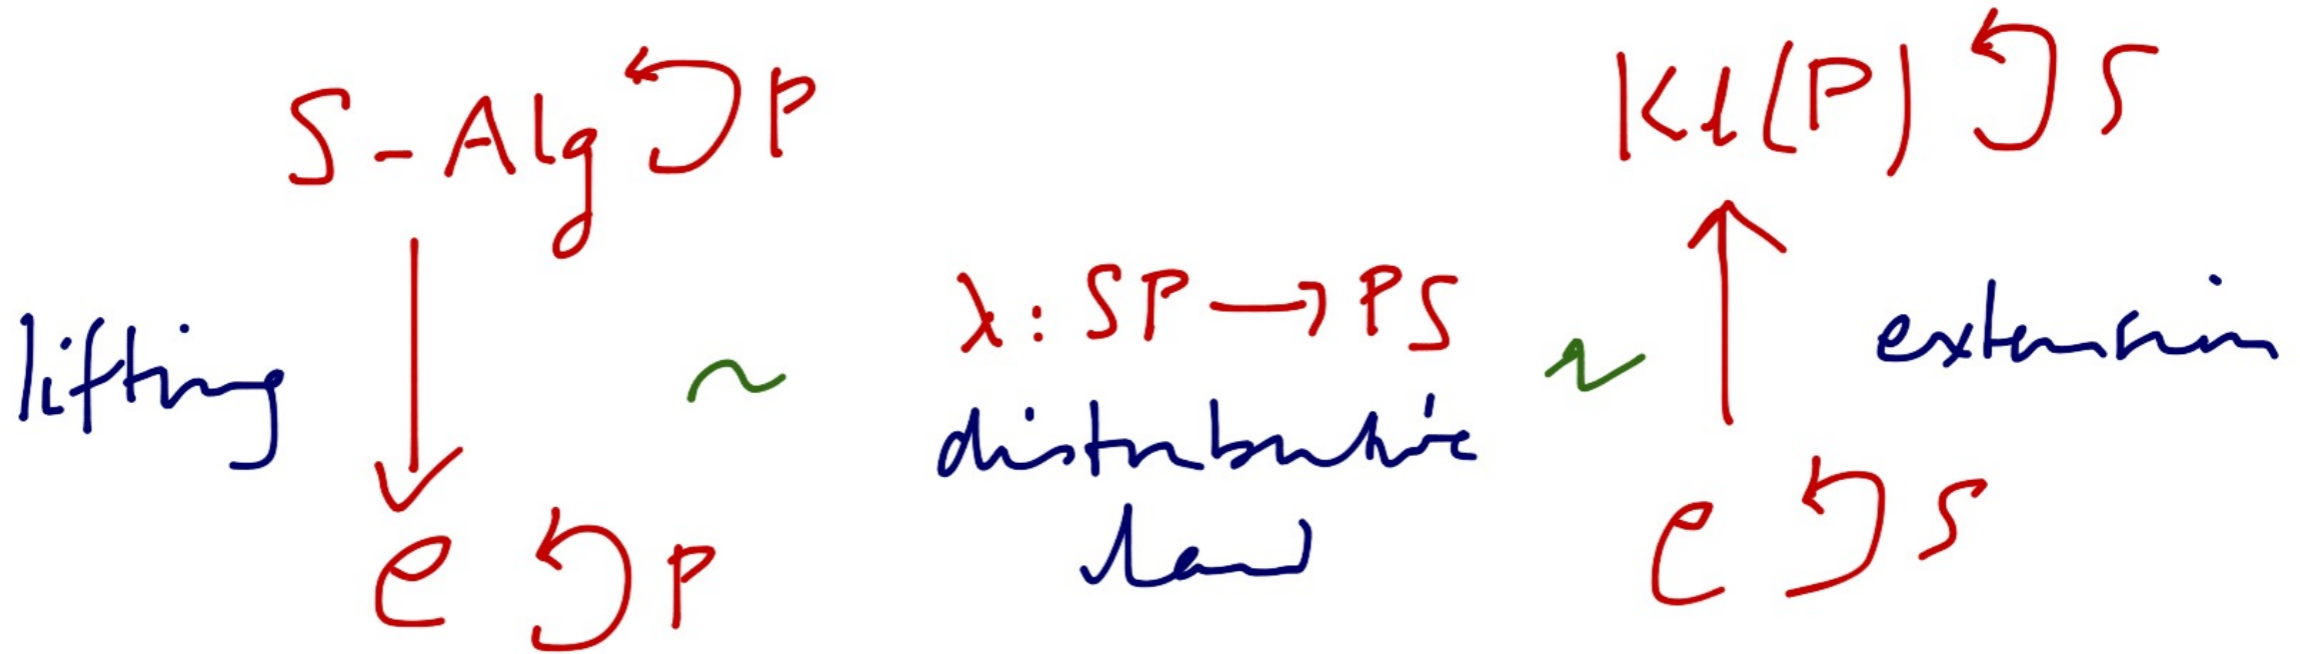 S-Alg P
Kl(P) S
λ: SP → PS
lifting
~
~
extension
distributive
law
C P
C S